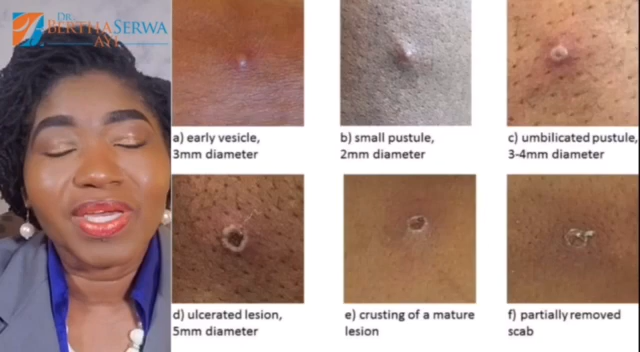 DR.
BERTHA SERWA
AYI
a) early vesicle,
3mm diameter
b) small pustule,
2mm diameter
c) umbilicated pustule,
3-4mm diameter
d) ulcerated lesion,
5mm diameter
e) crusting of a mature
lesion
f) partially removed
scab